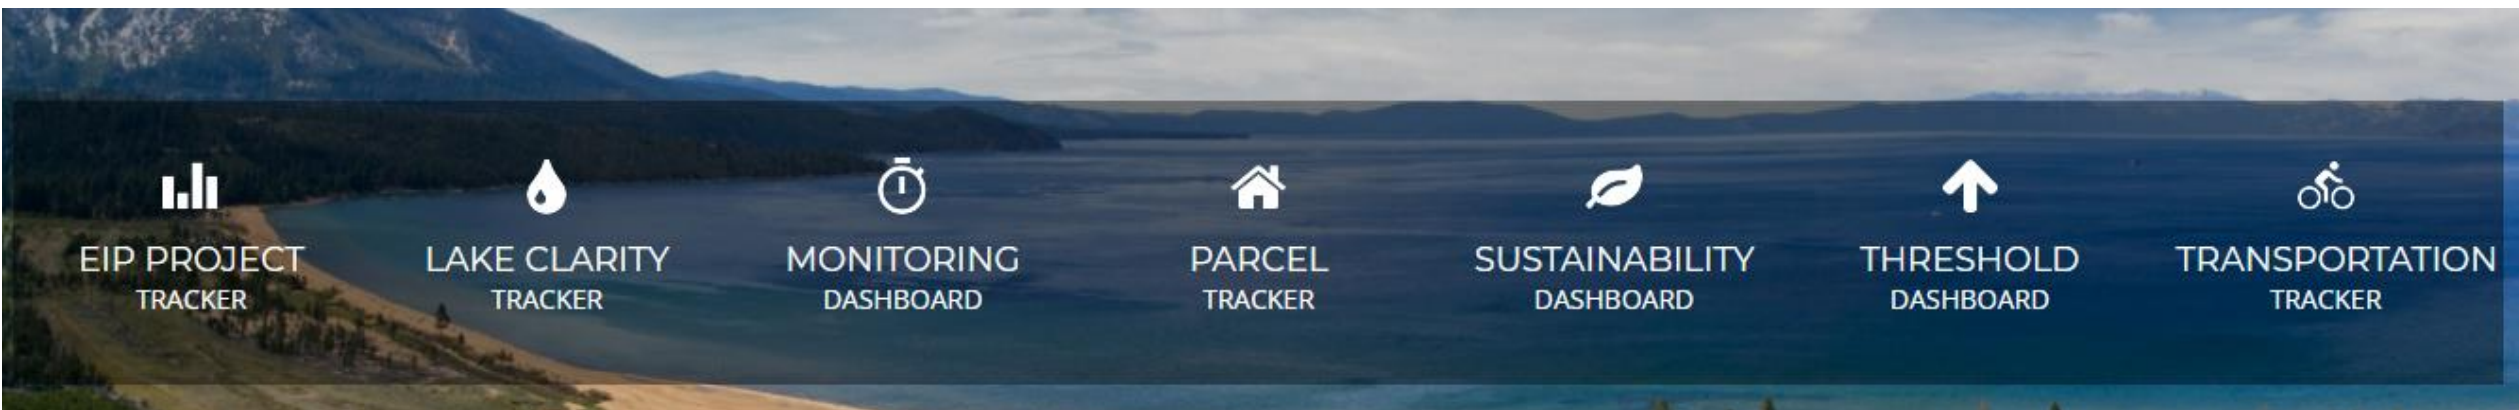 EIP PROJECT
TRACKER
LAKE CLARITY
TRACKER
MONITORING
DASHBOARD
PARCEL
TRACKER
SUSTAINABILITY
DASHBOARD
THRESHOLD
DASHBOARD
TRANSPORTATION
TRACKER